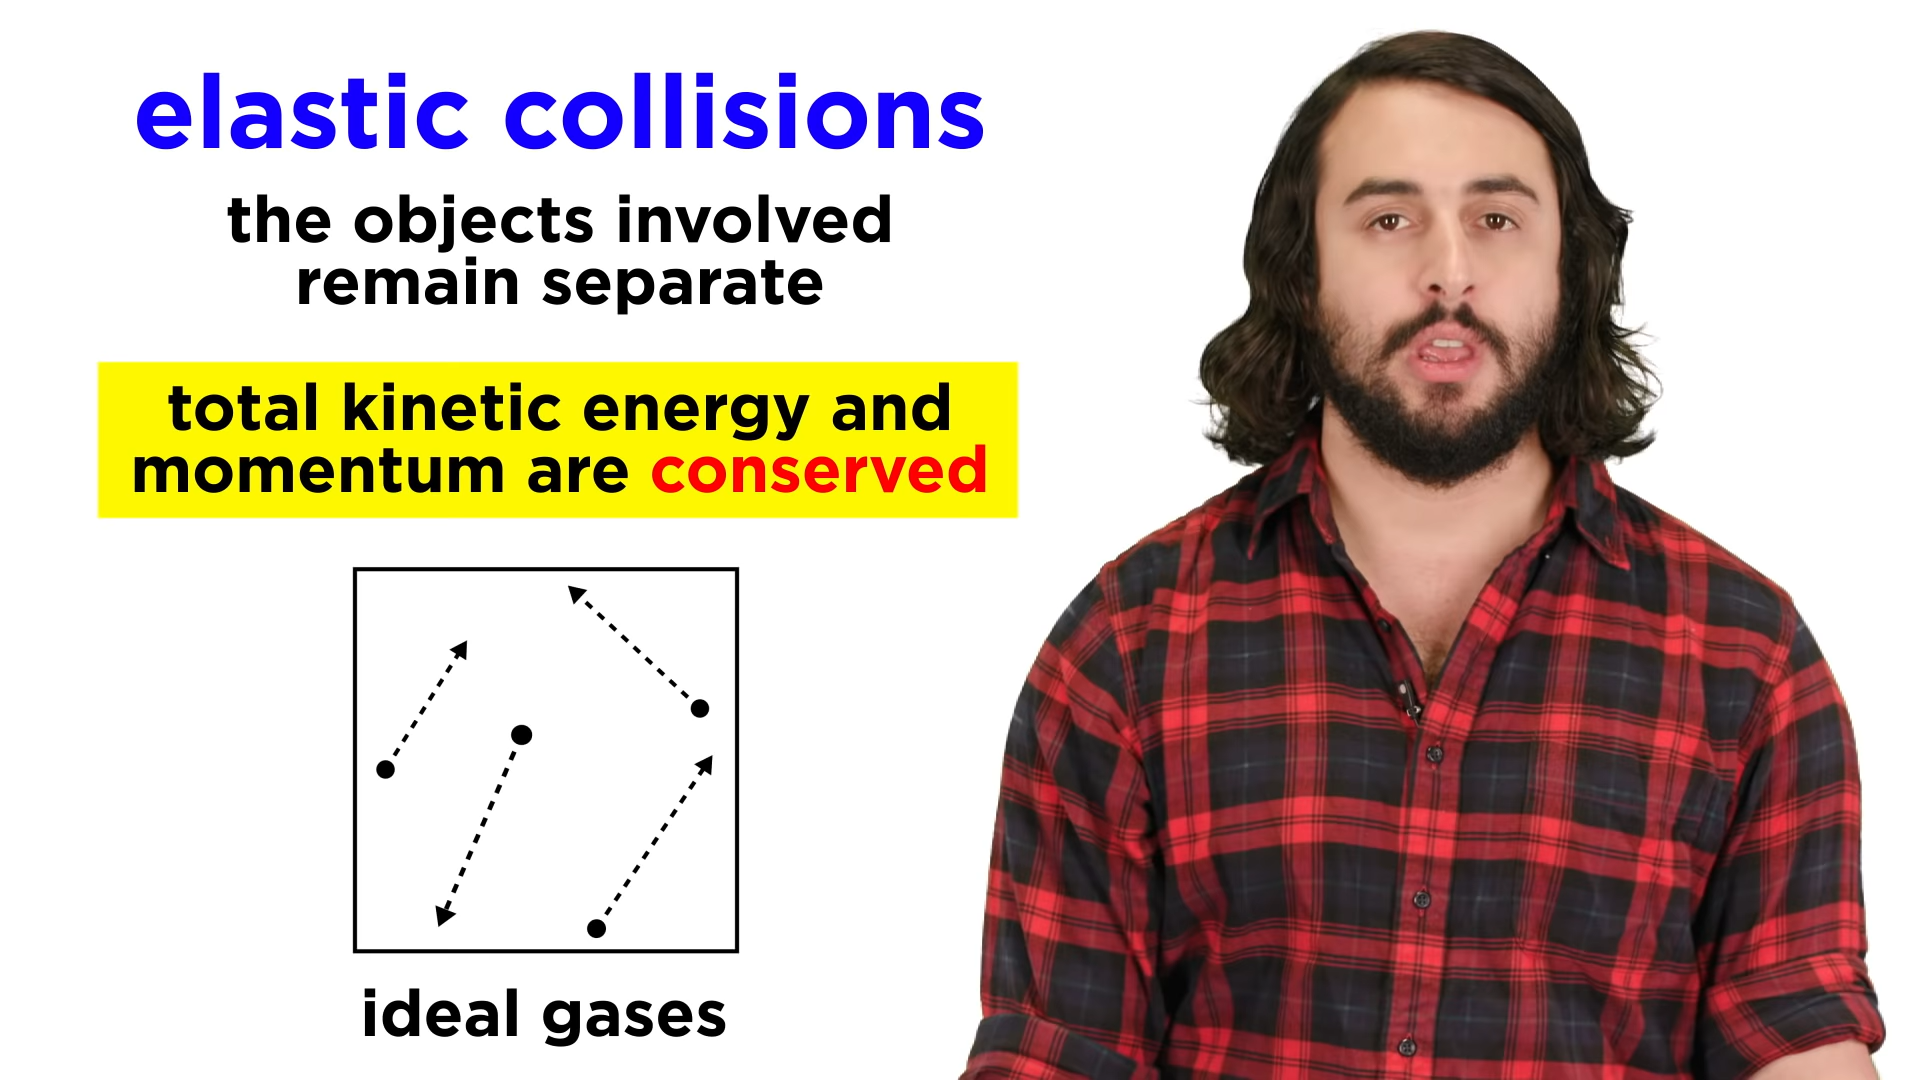 elastic collisions
the objects involved
remain separate
total kinetic energy and
momentum are conserved
ideal gases